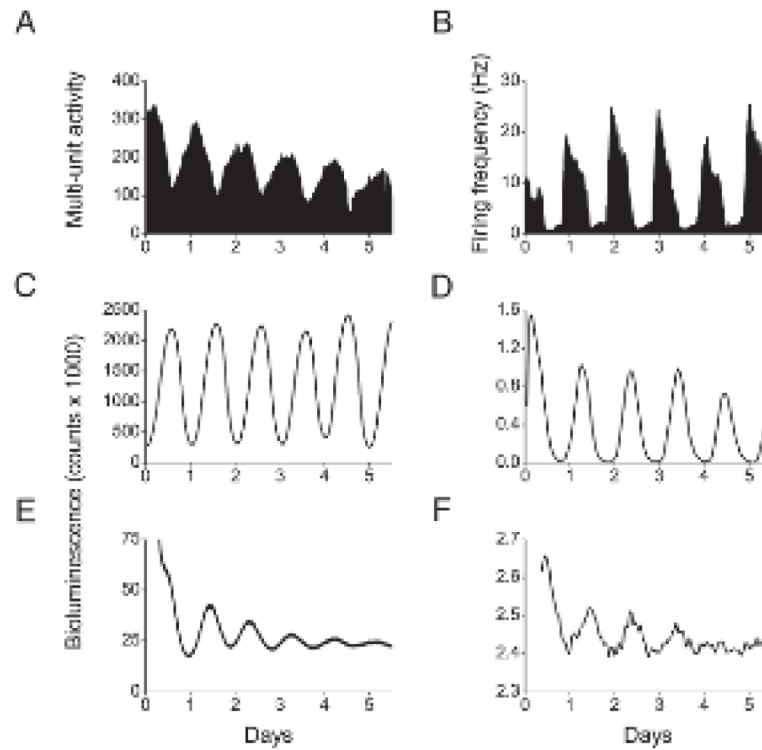 A
Multi-unit activity
400
300
200
100
0
0 1 2 3 4 5
B
Firing frequency (Hz)
30
20
10
0
0 1 2 3 4 5
C
Bioluminescence (counts x 1000)
2500
2000
1500
1000
500
0
0 1 2 3 4 5
D
1.6
1.2
0.8
0.4
0.0
0 1 2 3 4 5
E
75
50
25
0
0 1 2 3 4 5
Days
F
2.7
2.6
2.5
2.4
2.3
0 1 2 3 4 5
Days